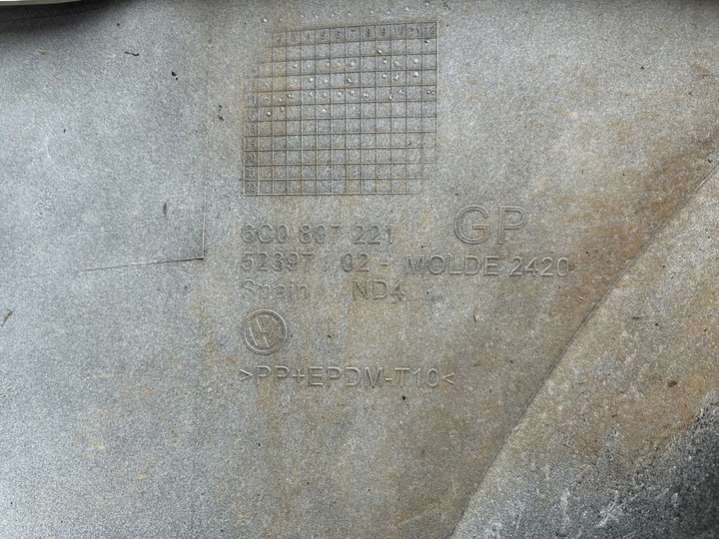 6C0 807 221 GP
52397 02 - MOLDE 2420
Spain ND4
>PP+EPDM-T10<